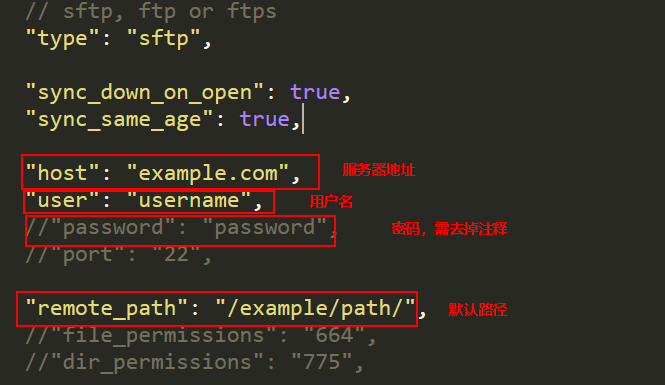 // sftp, ftp or ftps
"type": "sftp",
"sync_down_on_open": true,
"sync_same_age": true,
"host": "example.com", 服务器地址
"user": "username", 用户名
//"password": "password", 密码，需去掉注释
//"port": "22",
"remote_path": "/example/path/", 默认路径
//"file_permissions": "664",
//"dir_permissions": "775",